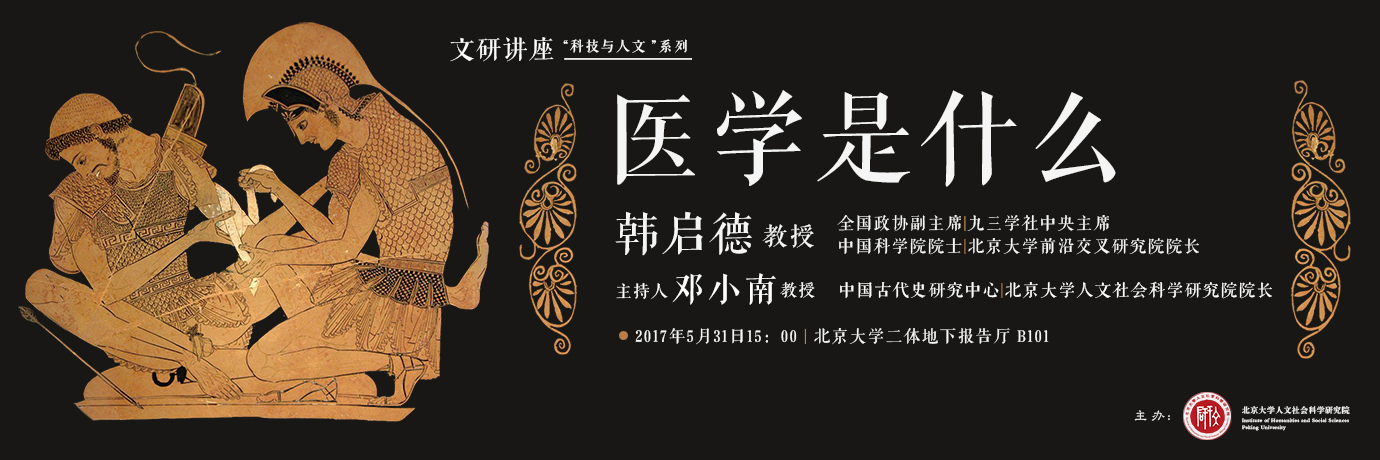 文研讲座 “科技与人文”系列
医学是什么
韩启德 教授
全国政协副主席|九三学社中央主席
中国科学院院士|北京大学前沿交叉研究院院长
主持人 邓小南 教授 中国古代史研究中心|北京大学人文社会科学研究院院长
2017年5月31日15：00 | 北京大学二体地下报告厅 B101
主办：
北京大学人文社会科学研究院
Institute of Humanities and Social Sciences
Peking University